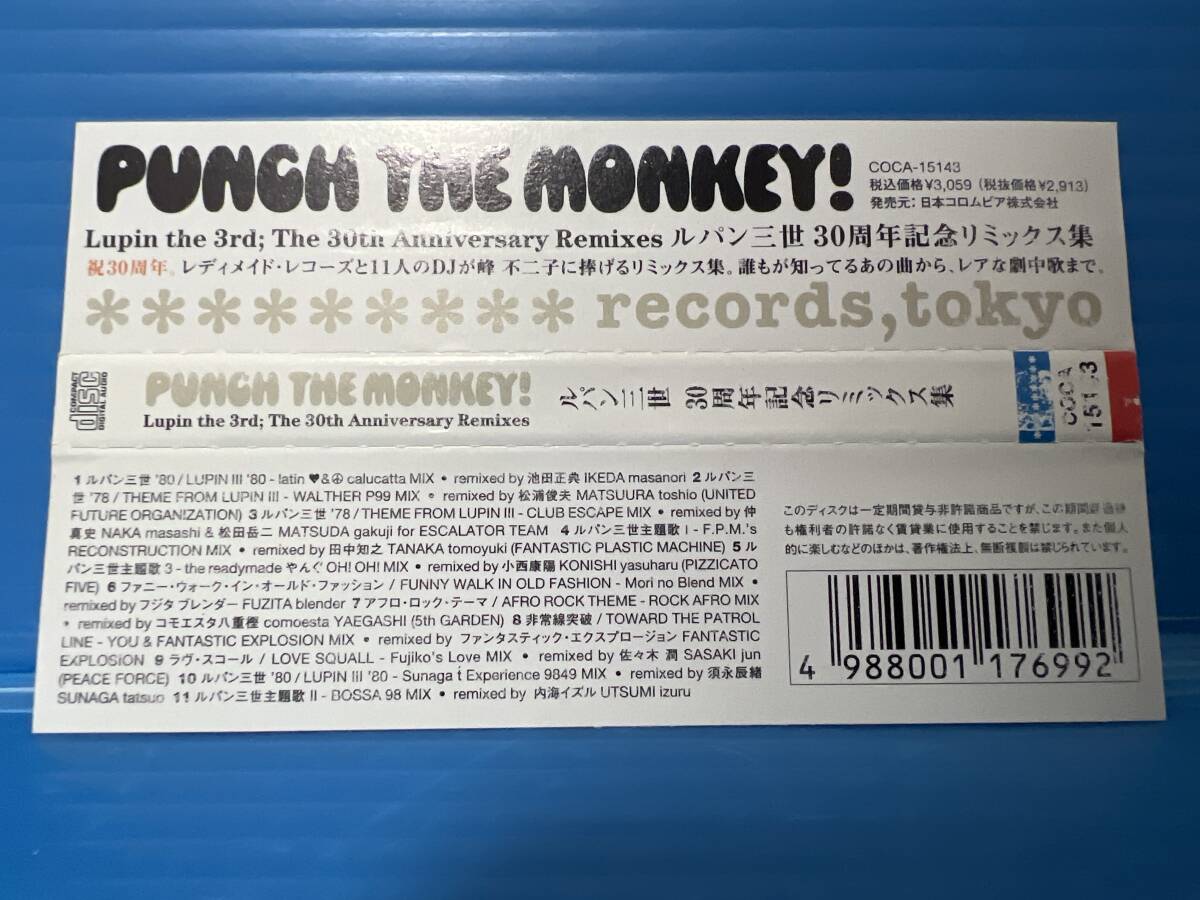 PUNCH THE MONKEY!
COCA-15143
税込価格¥3,059(税抜価格¥2,913)
発売元:日本コロムビア株式会社
Lupin the 3rd; The 30th Anniversary Remixes ルパン三世 30周年記念リミックス集
祝30周年。レディメイド・レコーズと11人のDJが峰 不二子に捧げるリミックス集。誰もが知ってるあの曲から、レアな劇中歌まで。
********* records,tokyo
COMPACT
disc
DIGITAL AUDIO
PUNCH THE MONKEY!
Lupin the 3rd; The 30th Anniversary Remixes
ルパン三世 30周年記念リミックス集
COCA
15143
1 ルパン三世 '80 / LUPIN III '80 - latin ♥&☮ calucatta MIX • remixed by 池田正典 IKEDA masanori 2 ルパン三
世 '78 / THEME FROM LUPIN III - WALTHER P99 MIX • remixed by 松浦俊夫 MATSUURA toshio (UNITED
FUTURE ORGAN!ZATION) 3 ルパン三世 '78 / THEME FROM LUPIN III - CLUB ESCAPE MIX • remixed by 仲
真史 NAKA masashi & 松田岳二 MATSUDA gakuji for ESCALATOR TEAM 4 ルパン三世主題歌 I - F.P.M.'s
RECONSTRUCTION MIX • remixed by 田中知之 TANAKA tomoyuki (FANTASTIC PLASTIC MACHINE) 5 ル
パン三世主題歌 3 - the readymade やんぐ OH! OH! MIX • remixed by 小西康陽 KONISHI yasuharu (PIZZICATO
FIVE) 6 ファニー・ウォーク・イン・オールド・ファッション / FUNNY WALK IN OLD FASHION - Mori no Blend MIX •
remixed by フジタ ブレンダー FUZITA blender 7 アフロ・ロック・テーマ / AFRO ROCK THEME - ROCK AFRO MIX
• remixed by コモエスタ八重樫 comoesta YAEGASHI (5th GARDEN) 8 非常線突破 / TOWARD THE PATROL
LINE - YOU & FANTASTIC EXPLOSION MIX • remixed by ファンタスティック・エクスプロージョン FANTASTIC
EXPLOSION 9 ラヴ・スコール / LOVE SQUALL - Fujiko's Love MIX • remixed by 佐々木 潤 SASAKI jun
(PEACE FORCE) 10 ルパン三世 '80 / LUPIN III '80 - Sunaga t Experience 9849 MIX • remixed by 須永辰緒
SUNAGA tatsuo 11 ルパン三世主題歌 II - BOSSA 98 MIX • remixed by 内海イズル UTSUMI izuru
このディスクは一定期間貸与非許諾商品ですが、この期間経過後
も権利者の許諾なく賃貸業に使用することを禁じます。また個人
的に楽しむなどのほかは、著作権法上、無断複製は禁じられています。
4 988001 176992